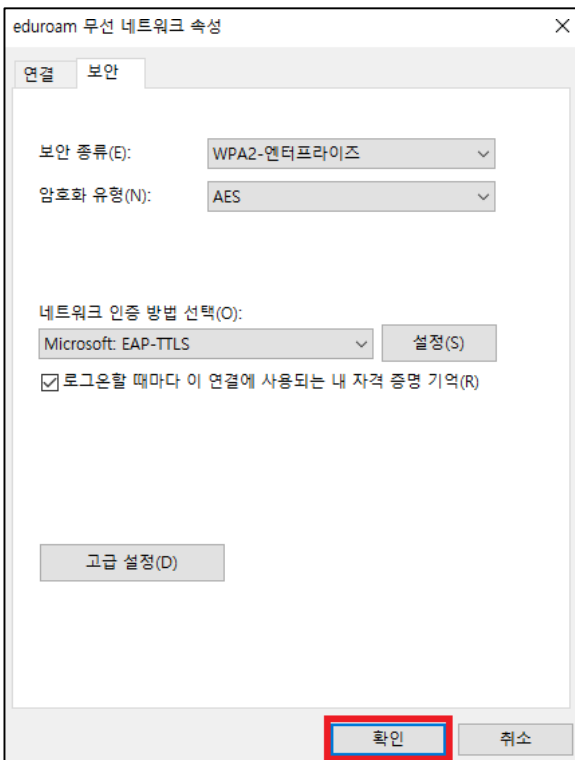 eduroam 무선 네트워크 속성
연결 보안
보안 종류(E): WPA2-엔터프라이즈
암호화 유형(N): AES
네트워크 인증 방법 선택(O):
Microsoft: EAP-TTLS 설정(S)
로그온할 때마다 이 연결에 사용되는 내 자격 증명 기억(R)
고급 설정(D)
확인 취소